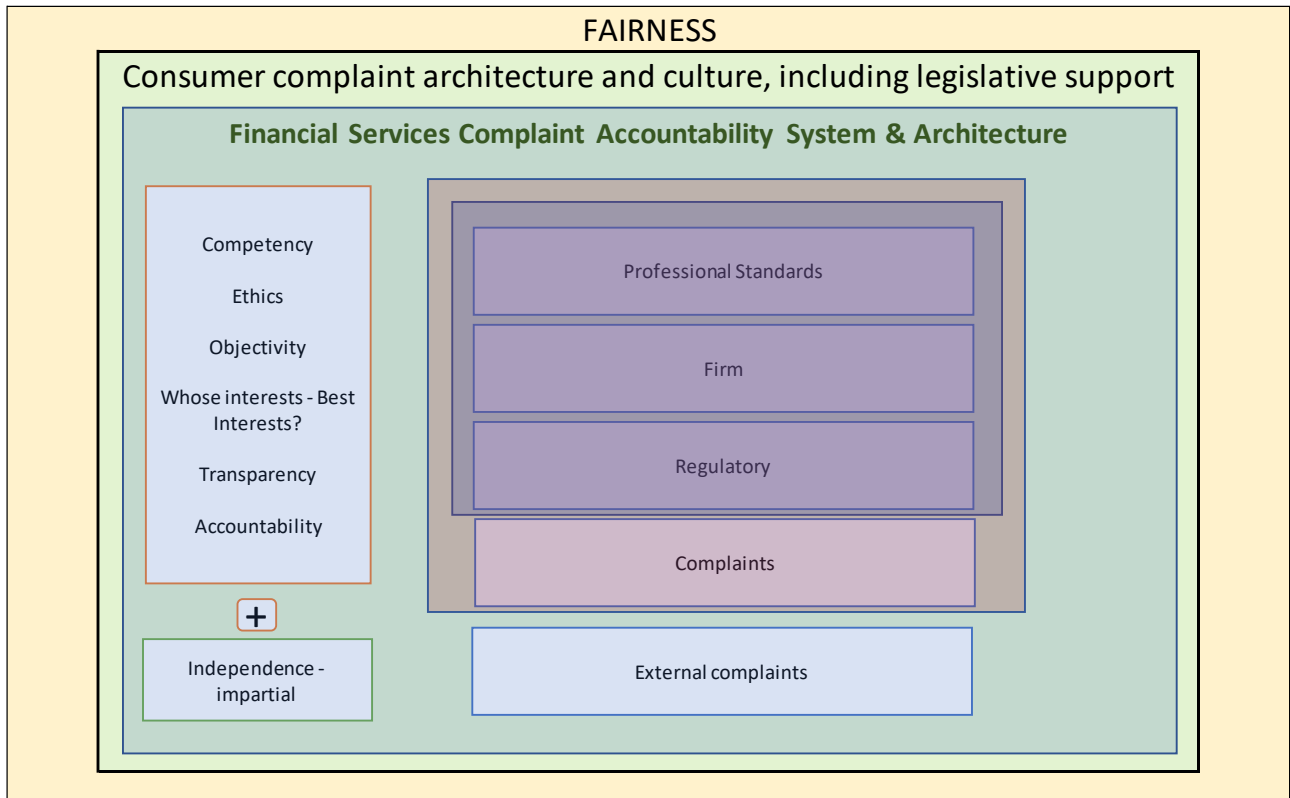 FAIRNESS
Consumer complaint architecture and culture, including legislative support
Financial Services Complaint Accountability System & Architecture
Competency
Ethics
Objectivity
Whose interests - Best
Interests?
Transparency
Accountability
+
Independence -
impartial
Professional Standards
Firm
Regulatory
Complaints
External complaints